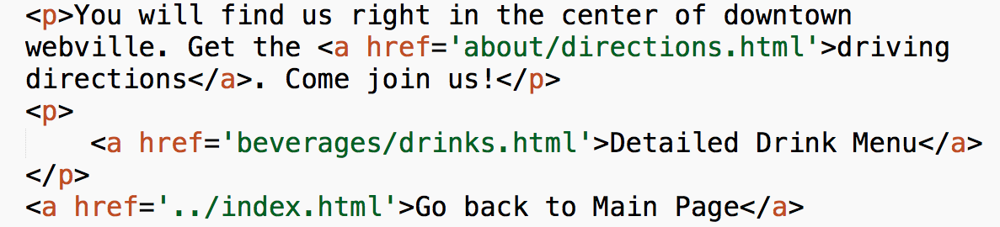 <p>You will find us right in the center of downtown
webville. Get the <a href='about/directions.html'>driving
directions</a>. Come join us!</p>
<p>
    <a href='beverages/drinks.html'>Detailed Drink Menu</a>
</p>
<a href='../index.html'>Go back to Main Page</a>